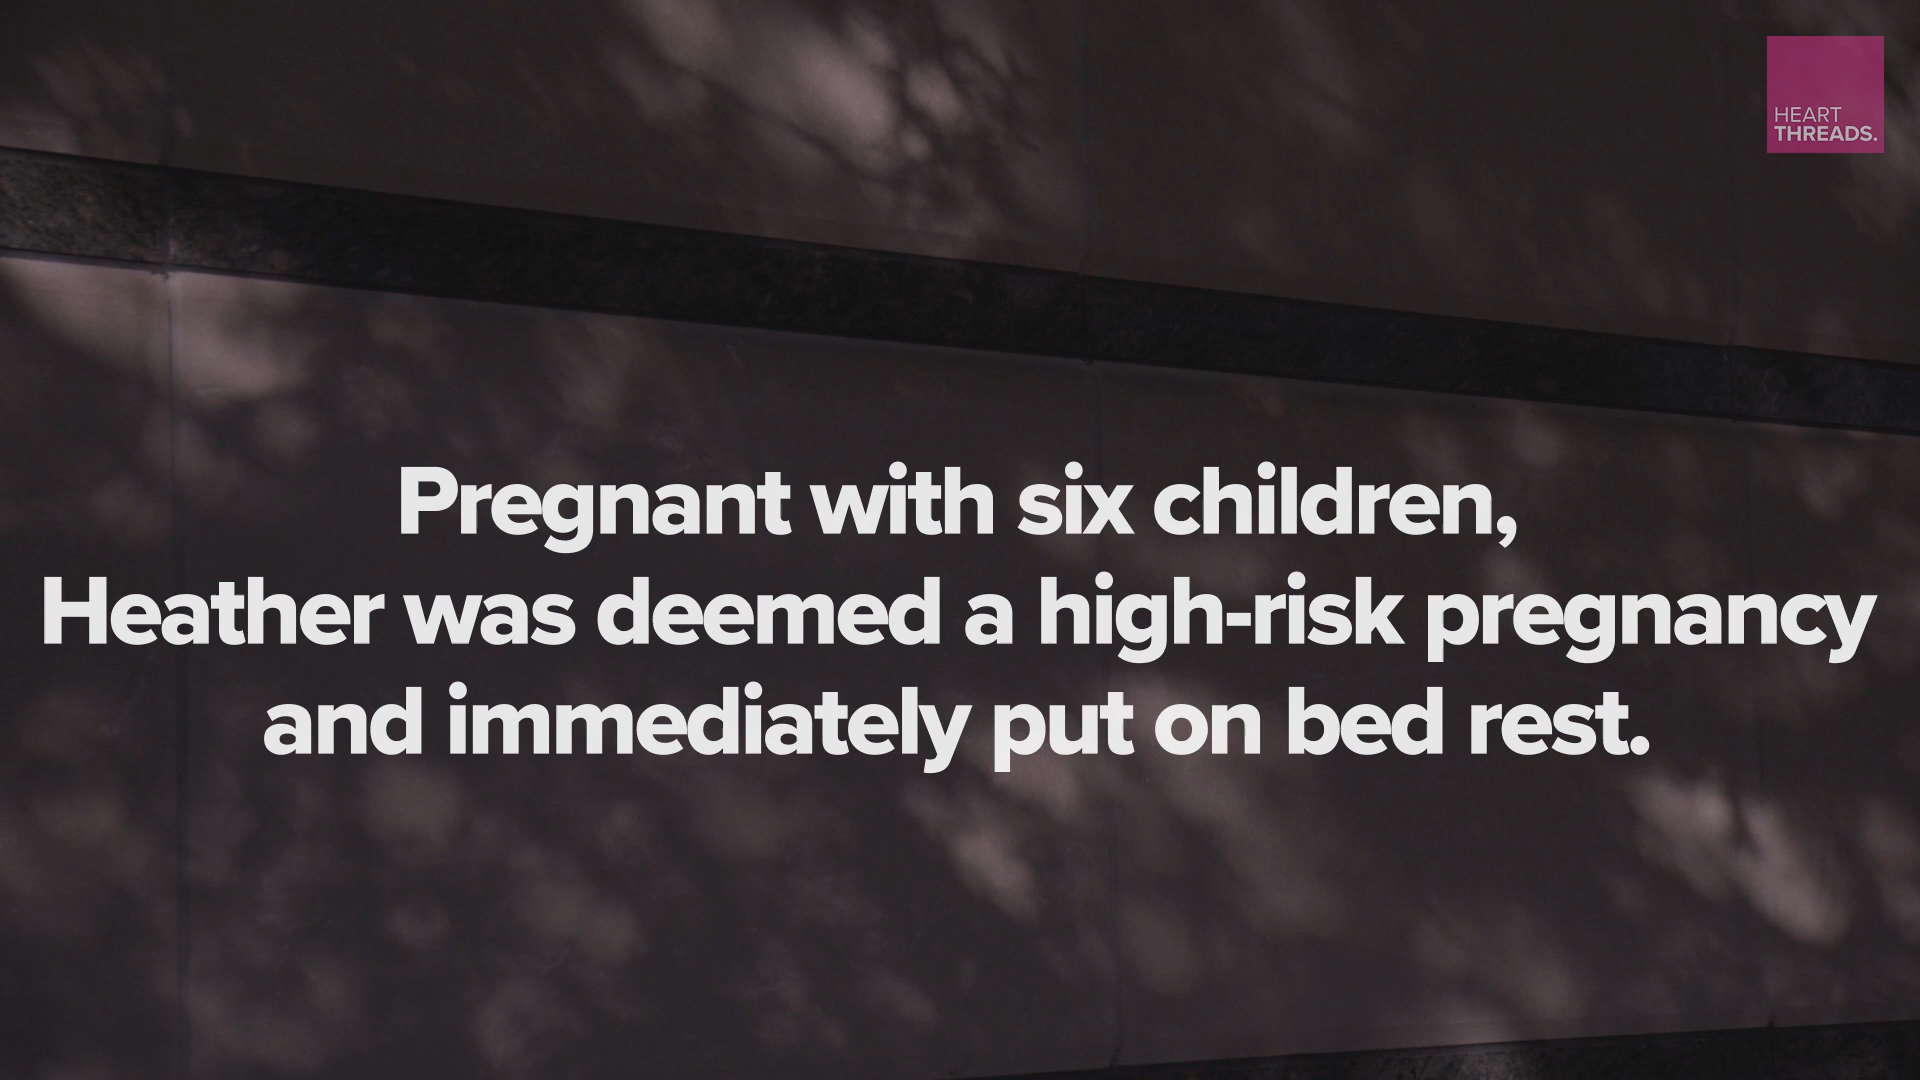 HEART
THREADS.
Pregnant with six children,
Heather was deemed a high-risk pregnancy
and immediately put on bed rest.